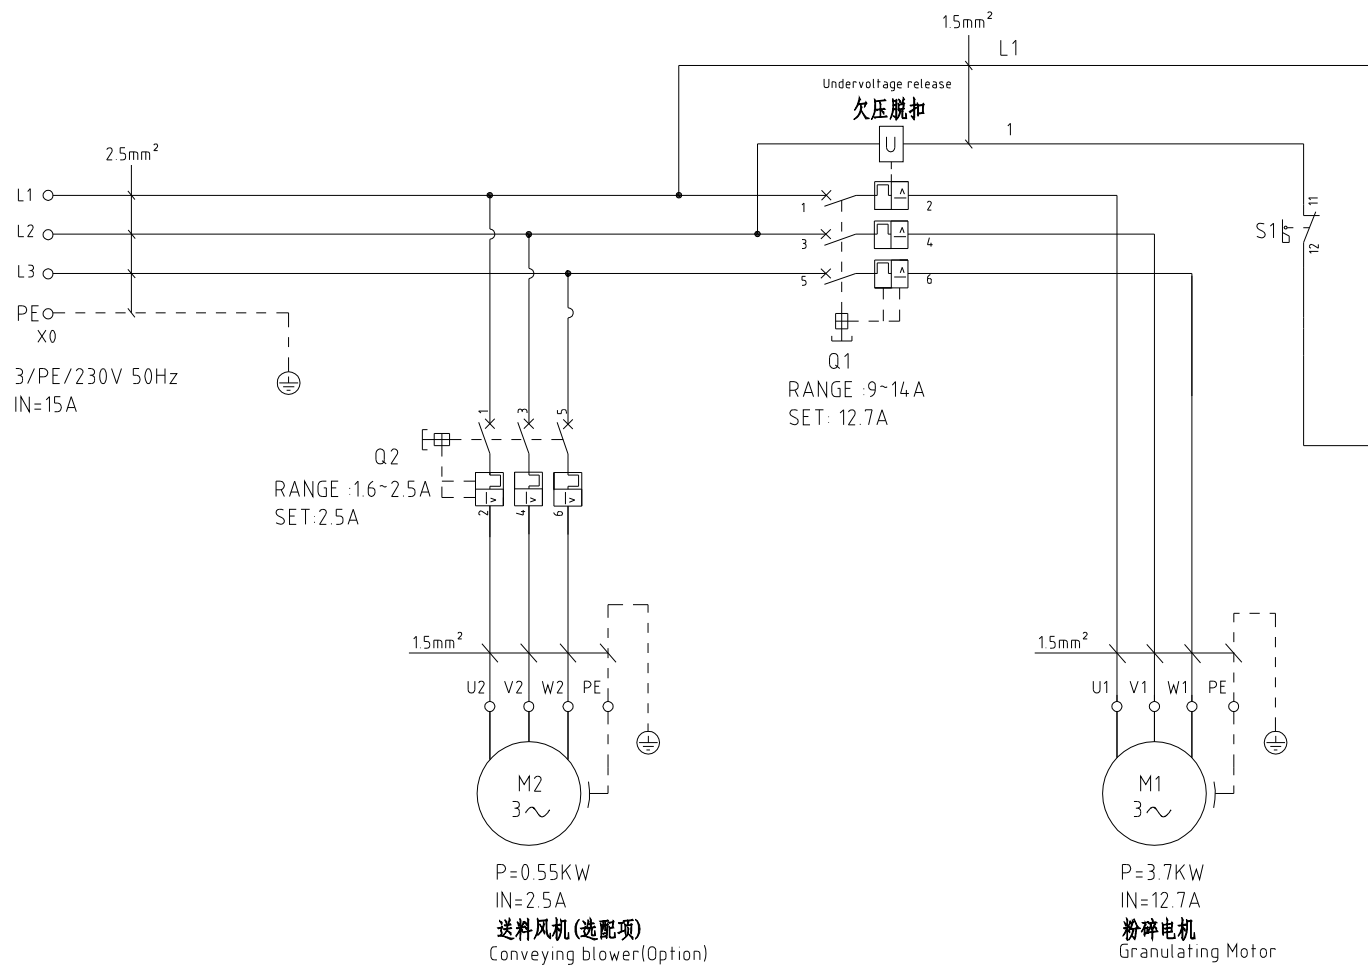 1.5mm²
L1
Undervoltage release
欠压脱扣
U
1
2.5mm²
L1
1
2
11
L2
3
4
S1
12
L3
5
6
PE
X0
3/PE/230V 50Hz
IN=15A
Q1
RANGE :9~14A
SET: 12.7A
1
3
5
Q2
RANGE :1.6~2.5A
SET:2.5A
2
4
6
1.5mm²
U2
V2
W2
PE
1.5mm²
U1
V1
W1
PE
M2
3~
M1
3~
P=0.55KW
IN=2.5A
送料风机(选配项)
Conveying blower(Option)
P=3.7KW
IN=12.7A
粉碎电机
Granulating Motor